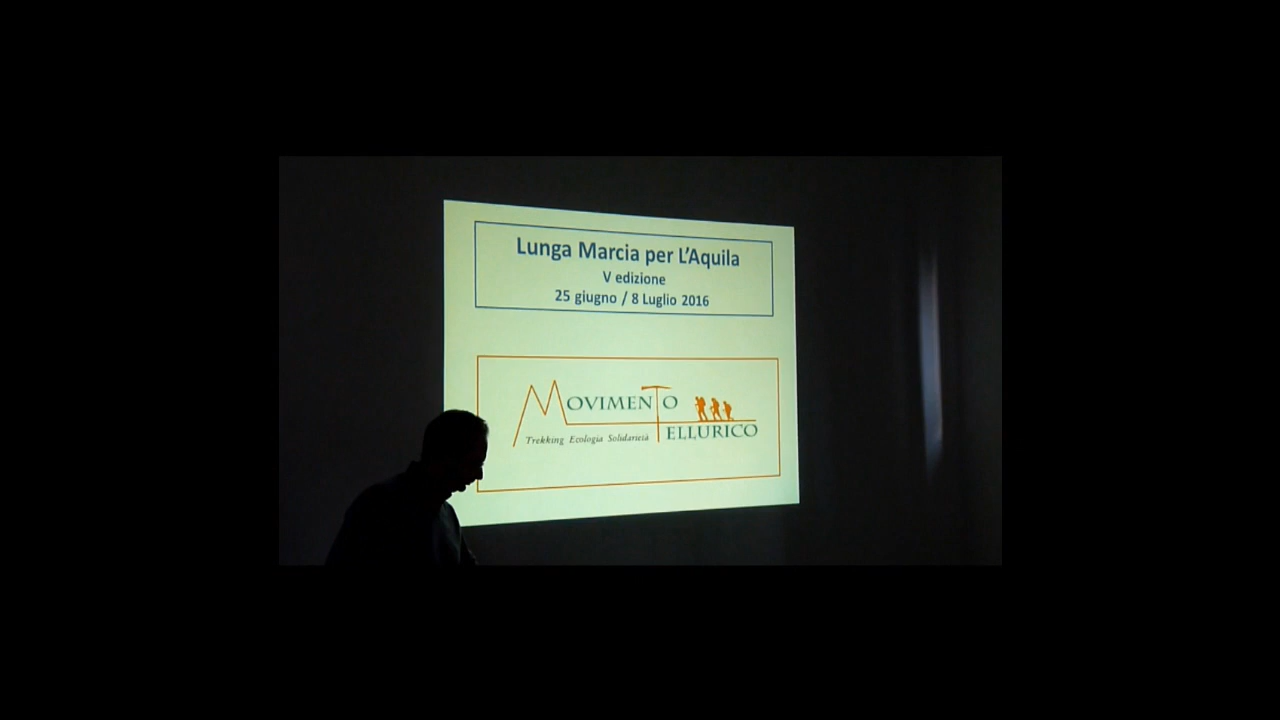 Lunga Marcia per L'Aquila
V edizione
25 giugno / 8 Luglio 2016
MOVIMENTO
Trekking Ecologia Solidarietà
TELLURICO